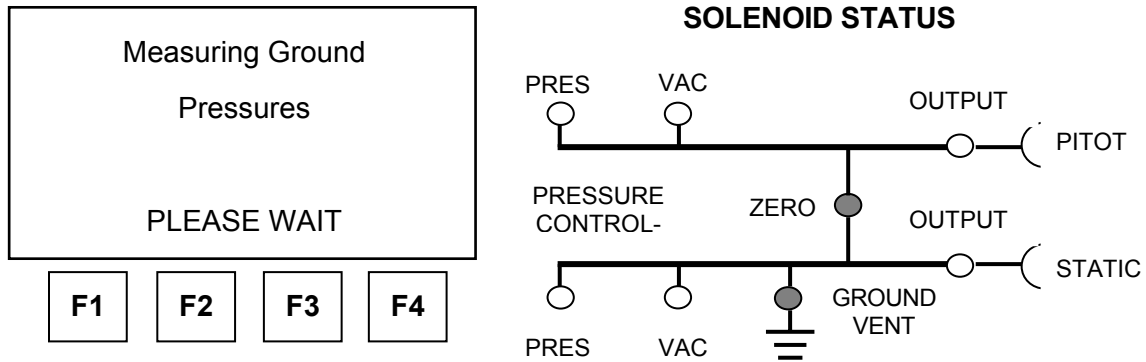 Measuring Ground
Pressures
PLEASE WAIT
F1 F2 F3 F4
SOLENOID STATUS
PRES VAC
OUTPUT
PITOT
PRESSURE
CONTROL-
ZERO
OUTPUT
STATIC
GROUND
VENT
PRES VAC